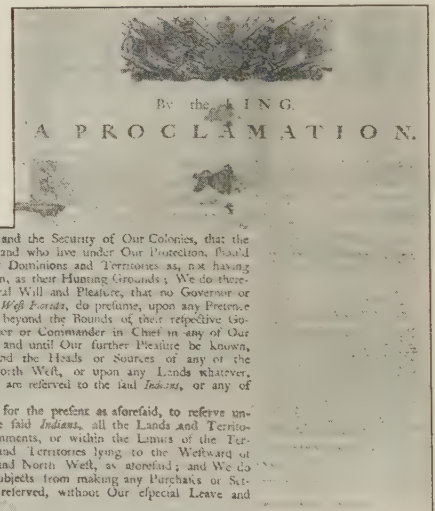 By the KING.
A PROCLAMATION.
and the Security of Our Colonies, that the
and who live under Our Protection, ſhould
Dominions and Territories as, not having
as their Hunting Grounds; We do there-
Will and Pleaſure, that no Governor or
Weſt Florida, do preſume, upon any Pretence
beyond the Bounds of their reſpective Go-
or Commander in Chief in any of Our
and until Our further Pleaſure be known,
the Heads or Sources of any of the
North Weſt, or upon any Lands whatever,
are reſerved to the ſaid Indians, or any of
for the preſent as aforeſaid, to reſerve un-
ſaid Indians, all the Lands and Territo-
or within the Limits of the Ter-
and Territories lying to the Weſtward of
and North Weſt, as aforeſaid; and We do
from making any Purchaſes or Set-
reſerved, without Our eſpecial Leave and